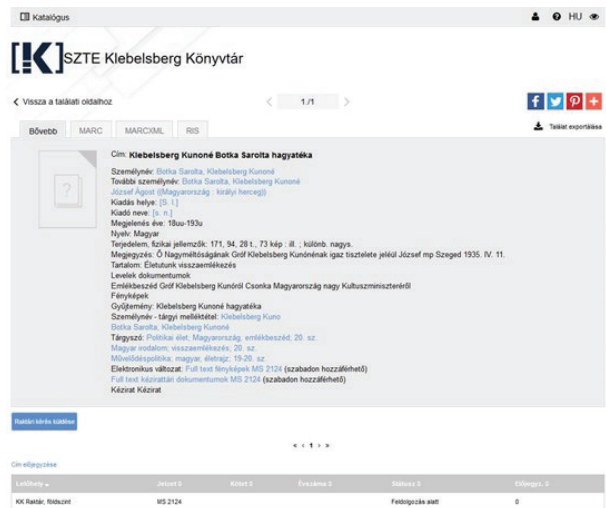 Katalógus HU
[K] SZTE Klebelsberg Könyvtár
Vissza a találati oldalhoz 1 /1
Bővebb MARC MARCXML RIS Találat exportálása
Cím: Klebelsberg Kunoné Botka Sarolta hagyatéka
Személynév: Botka Sarolta, Klebelsberg Kunoné
További személynév: Botka Sarolta, Klebelsberg Kunoné
József Ágost ((Magyarország : királyi herceg))
Kiadás helye: [S. l.]
Kiadó neve: [s. n.]
Megjelenés éve: 18uu-193u
Nyelv: Magyar
Terjedelem, fizikai jellemzők: 171, 94, 28 t., 73 kép : ill. ; különb. nagys.
Megjegyzés: Ő Nagyméltóságának Gróf Klebelsberg Kunónénak igaz tisztelete jeléül József mp Szeged 1935. IV. 11.
Tartalom: Életutunk visszaemlékezés
Levelek dokumentumok
Emlékbeszéd Gróf Klebelsberg Kunóról Csonka Magyarország nagy Kultuszminiszteréről
Fényképek
Gyűjtemény: Klebelsberg Kunoné hagyatéka
Személynév - tárgyi melléktétel: Klebelsberg Kuno
Botka Sarolta, Klebelsberg Kunoné
Tárgyszó: Politikai élet; Magyarország, emlékbeszéd; 20. sz.
Magyar irodalom; visszaemlékezés; 20. sz.
Művelődéspolitika; magyar, életrajz; 19-20. sz.
Elektronikus változat: Full text fényképek MS 2124 (szabadon hozzáférhető)
Full text kézirattári dokumentumok MS 2124 (szabadon hozzáférhető)
Kézirat Kézirat
Raktári kérés küldése
« ‹ 1 › »
Cím előjegyzése
Lelőhely Jelzet Kötet Évszáma Státusz Előjegyz.
KK Raktár, földszint MS 2124 Feldolgozás alatt 0